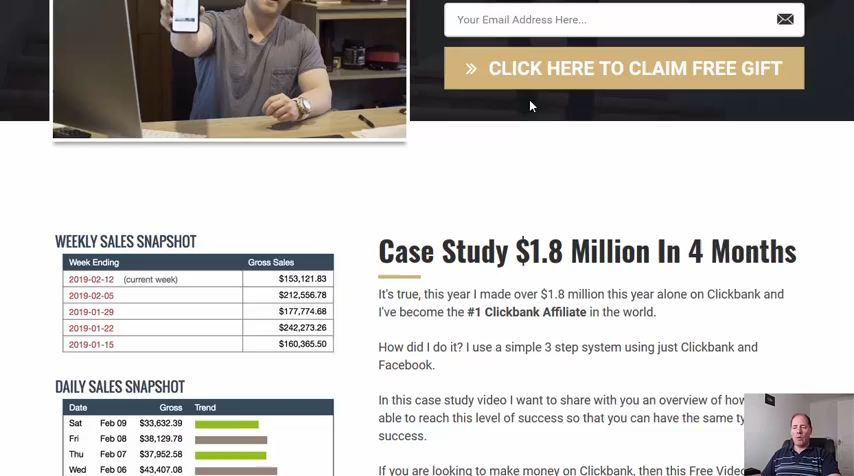 Your Email Address Here...
» CLICK HERE TO CLAIM FREE GIFT
WEEKLY SALES SNAPSHOT
Week Ending Gross Sales
2019-02-12 (current week) $153,121.83
2019-02-05 $212,556.78
2019-01-29 $177,774.68
2019-01-22 $242,273.26
2019-01-15 $160,365.50
DAILY SALES SNAPSHOT
Date Gross Trend
Sat Feb 09 $33,632.39
Fri Feb 08 $38,129.78
Thu Feb 07 $37,952.58
Wed Feb 06 $43,407.08
Case Study $1.8 Million In 4 Months
It's true, this year I made over $1.8 million this year alone on Clickbank and
I've become the #1 Clickbank Affiliate in the world.
How did I do it? I use a simple 3 step system using just Clickbank and
Facebook.
In this case study video I want to share with you an overview of how
able to reach this level of success so that you can have the same
success.
If you are looking to make money on Clickbank, then this Free Video